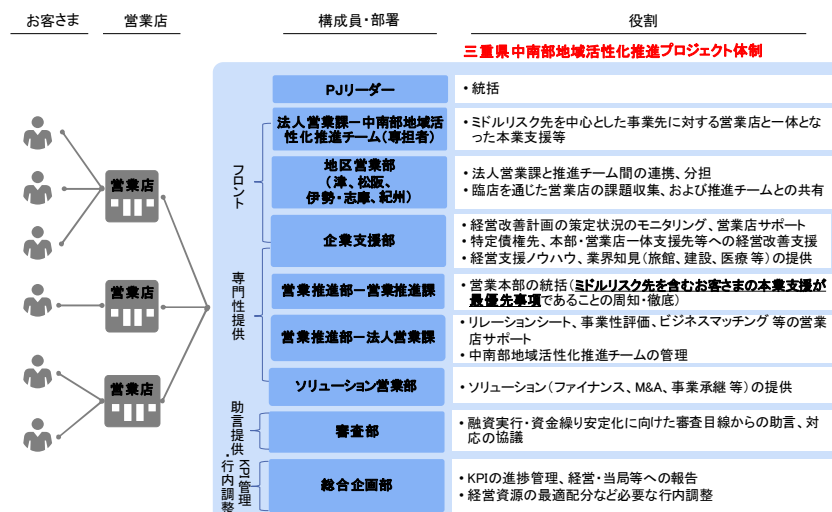 お客さま
営業店
構成員・部署
役割
三重県中南部地域活性化推進プロジェクト体制
営業店
営業店
営業店
フロント
専門性提供
助言提供
KPI管理
・行内調整
PJリーダー
・統括
法人営業課－中南部地域活
性化推進チーム（専担者）
・ミドルリスク先を中心とした事業先に対する営業店と一体とな
った本業支援等
地区営業部
（津、松阪、
伊勢・志摩、紀州）
・法人営業課と推進チーム間の連携、分担
・臨店を通じた営業店の課題収集、および推進チームとの共有
企業支援部
・経営改善計画の策定状況のモニタリング、営業店サポート
・特定債権先、本部・営業店一体支援先等への経営改善支援
・経営支援ノウハウ、業界知見（旅館、建設、医療 等）の提供
営業推進部－営業推進課
・営業本部の統括（ミドルリスク先を含むお客さまの本業支援が
最優先事項であることの周知・徹底）
営業推進部－法人営業課
・リレーションシート、事業性評価、ビジネスマッチング 等の営業
店サポート
・中南部地域活性化推進チームの管理
ソリューション営業部
・ソリューション（ファイナンス、M&A、事業承継 等）の提供
審査部
・融資実行・資金繰り安定化に向けた審査目線からの助言、対
応の協議
総合企画部
・KPIの進捗管理、経営・当局等への報告
・経営資源の最適配分など必要な行内調整